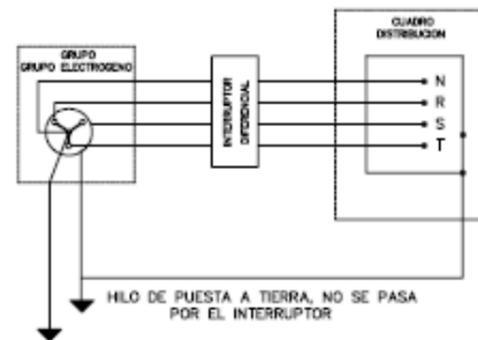 CUADRO
DISTRIBUCION
GRUPO
GRUPO ELECTROGENO
INTERRUPTOR
DIFERENCIAL
N
R
S
T
HILO DE PUESTA A TIERRA, NO SE PASA
POR EL INTERRUPTOR